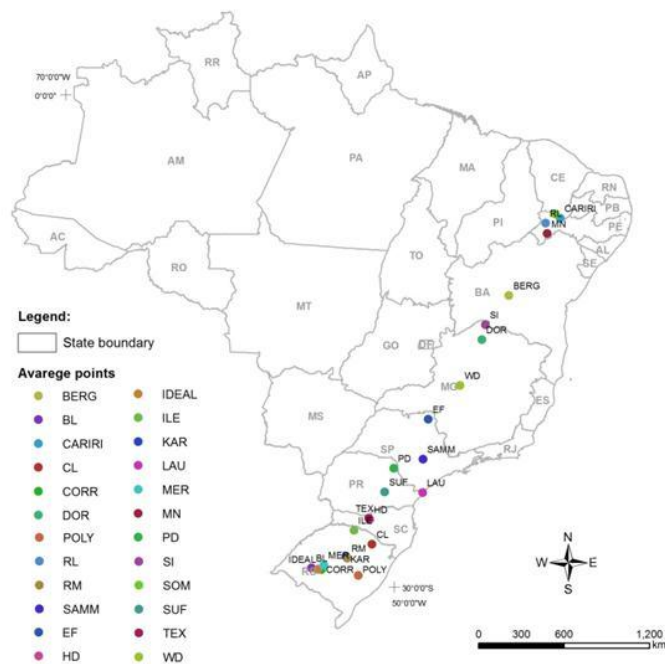 RR
AP
70°0'0"W
0°0'0"
AM
PA
MA
CE
RN
RL
CARIRI
PB
MN
PE
PI
AL
AC
SE
TO
RO
BA
BERG
MT
SI
DOR
GO
DF
WD
MG
ES
MS
EF
SP
SAMM
RJ
PD
PR
SUF
LAU
TEX
HD
ILE
SC
CL
RM
MER
KAR
IDEAL
BL
CORR
POLY
30°0'0"S
50°0'0"W
Legend:
State boundary
Avarege points
BERG
IDEAL
BL
ILE
CARIRI
KAR
CL
LAU
CORR
MER
DOR
MN
POLY
PD
RL
SI
RM
SOM
SAMM
SUF
EF
TEX
HD
WD
N
W
E
S
0
300
600
1,200
km